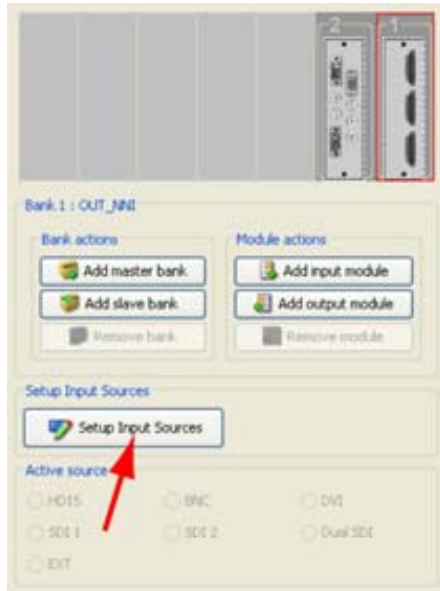 2 1
Bank 1 : OUT_NNI
Bank actions Module actions
Add master bank Add input module
Add slave bank Add output module
Remove bank Remove module
Setup Input Sources
Setup Input Sources
Active source
HD15 BNC DVI
SDI 1 SDI 2 Dual SDI
EXT